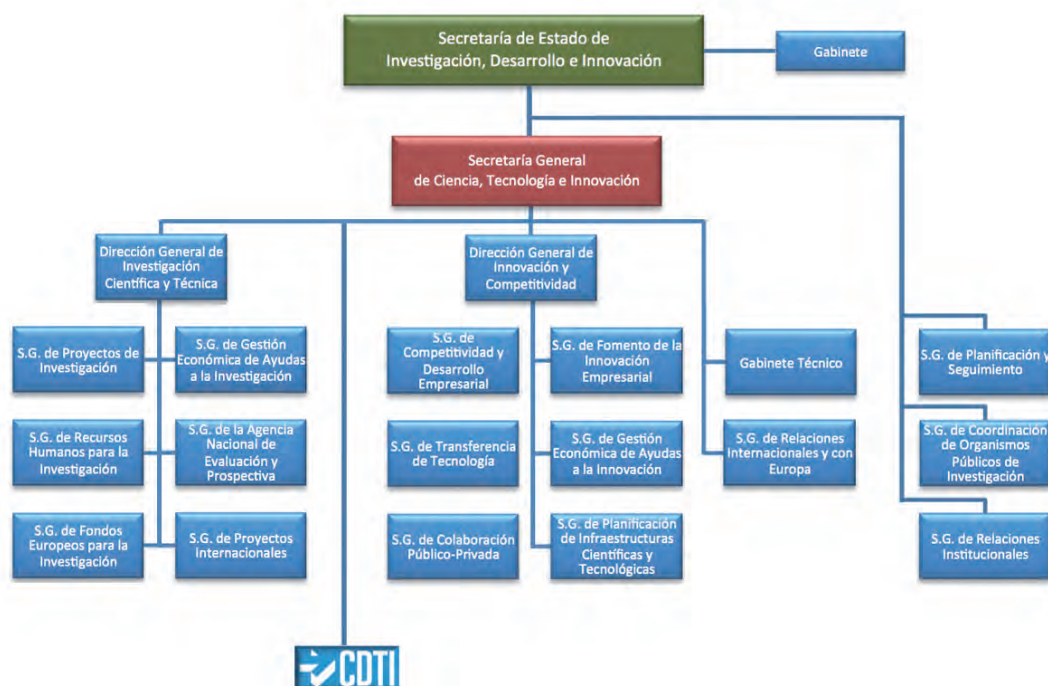 Secretaría de Estado de
Investigación, Desarrollo e Innovación
Gabinete
Secretaría General
de Ciencia, Tecnología e Innovación
Dirección General de
Investigación
Científica y Técnica
Dirección General de
Innovación y
Competitividad
S.G. de Proyectos de
Investigación
S.G. de Gestión
Económica de Ayudas
a la Investigación
S.G. de Recursos
Humanos para la
Investigación
S.G. de la Agencia
Nacional de
Evaluación y
Prospectiva
S.G. de Fondos
Europeos para la
Investigación
S.G. de Proyectos
Internacionales
S.G. de
Competitividad y
Desarrollo
Empresarial
S.G. de Fomento de la
Innovación
Empresarial
S.G. de Transferencia
de Tecnología
S.G. de Gestión
Económica de Ayudas
a la Innovación
S.G. de Colaboración
Público-Privada
S.G. de Planificación
de Infraestructuras
Científicas y
Tecnológicas
Gabinete Técnico
S.G. de Relaciones
Internacionales y con
Europa
S.G. de Planificación y
Seguimiento
S.G. de Coordinación
de Organismos
Públicos de
Investigación
S.G. de Relaciones
Institucionales
CDTI